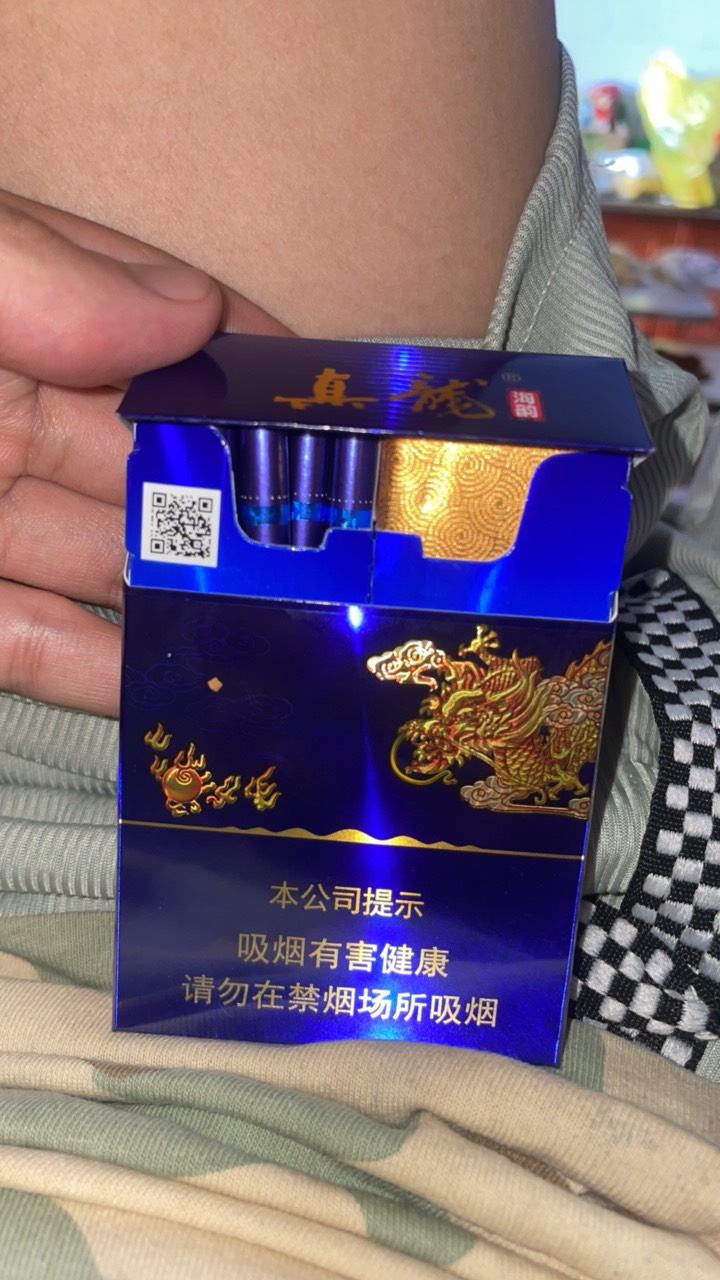 真龙®
海韵
本公司提示
吸烟有害健康
请勿在禁烟场所吸烟